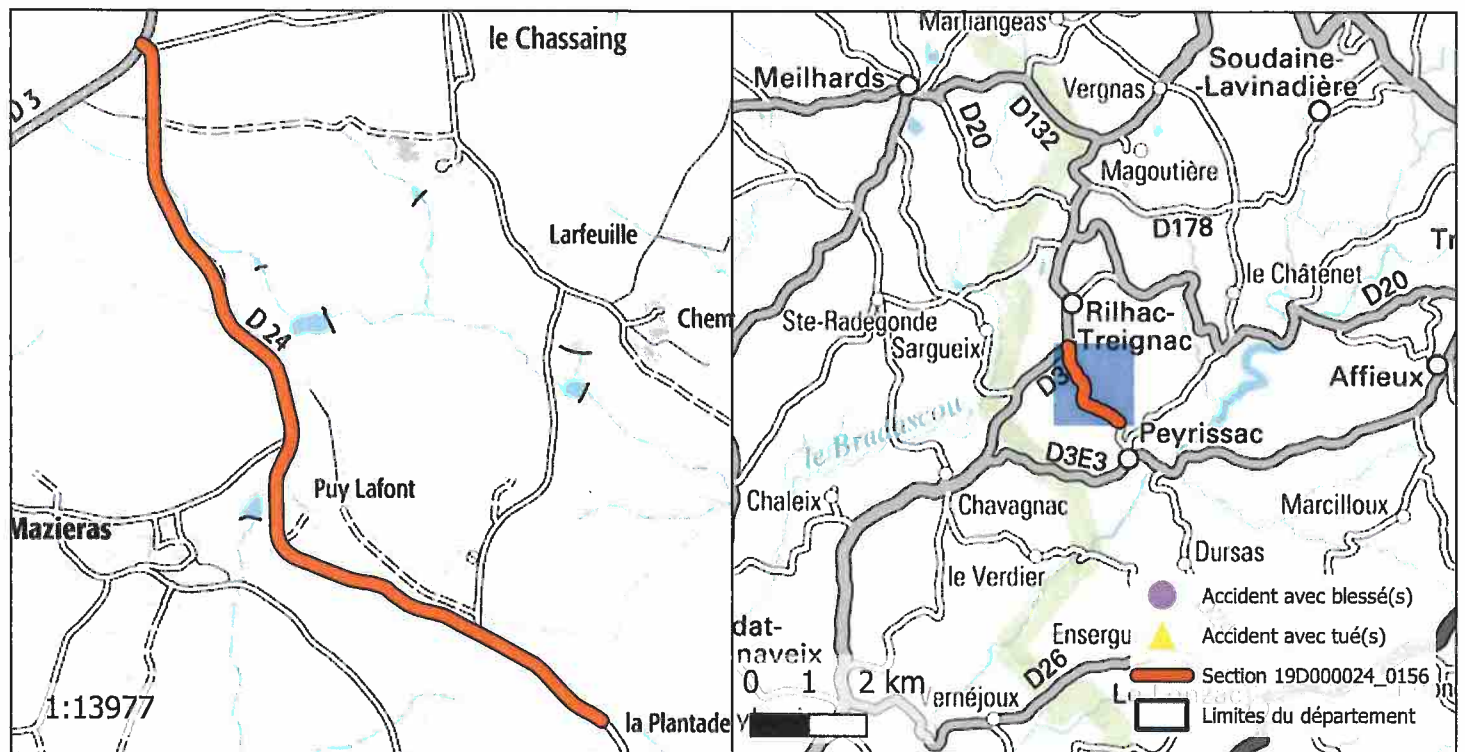 le Chassaing
D 3
Larfeuille
Chem
D 24
Puy Lafont
Mazieras
1:13977
la Plantade
Marliangeas
Meilhards
Vergnas
Soudaine-
-Lavinadière
D20
D132
Magoutière
D178
Tr
le Châtenet
D20
Ste-Radegonde
Rilhac-
Treignac
Sargueix
D3
Affieux
le Bradascou
Peyrissac
D3E3
Chaleix
Chavagnac
Marcilloux
Dursas
le Verdier
dat-
naveix
Ensergu
D26
Vernéjoux
0 1 2 km
Accident avec blessé(s)
Accident avec tué(s)
Section 19D000024_0156
Limites du département